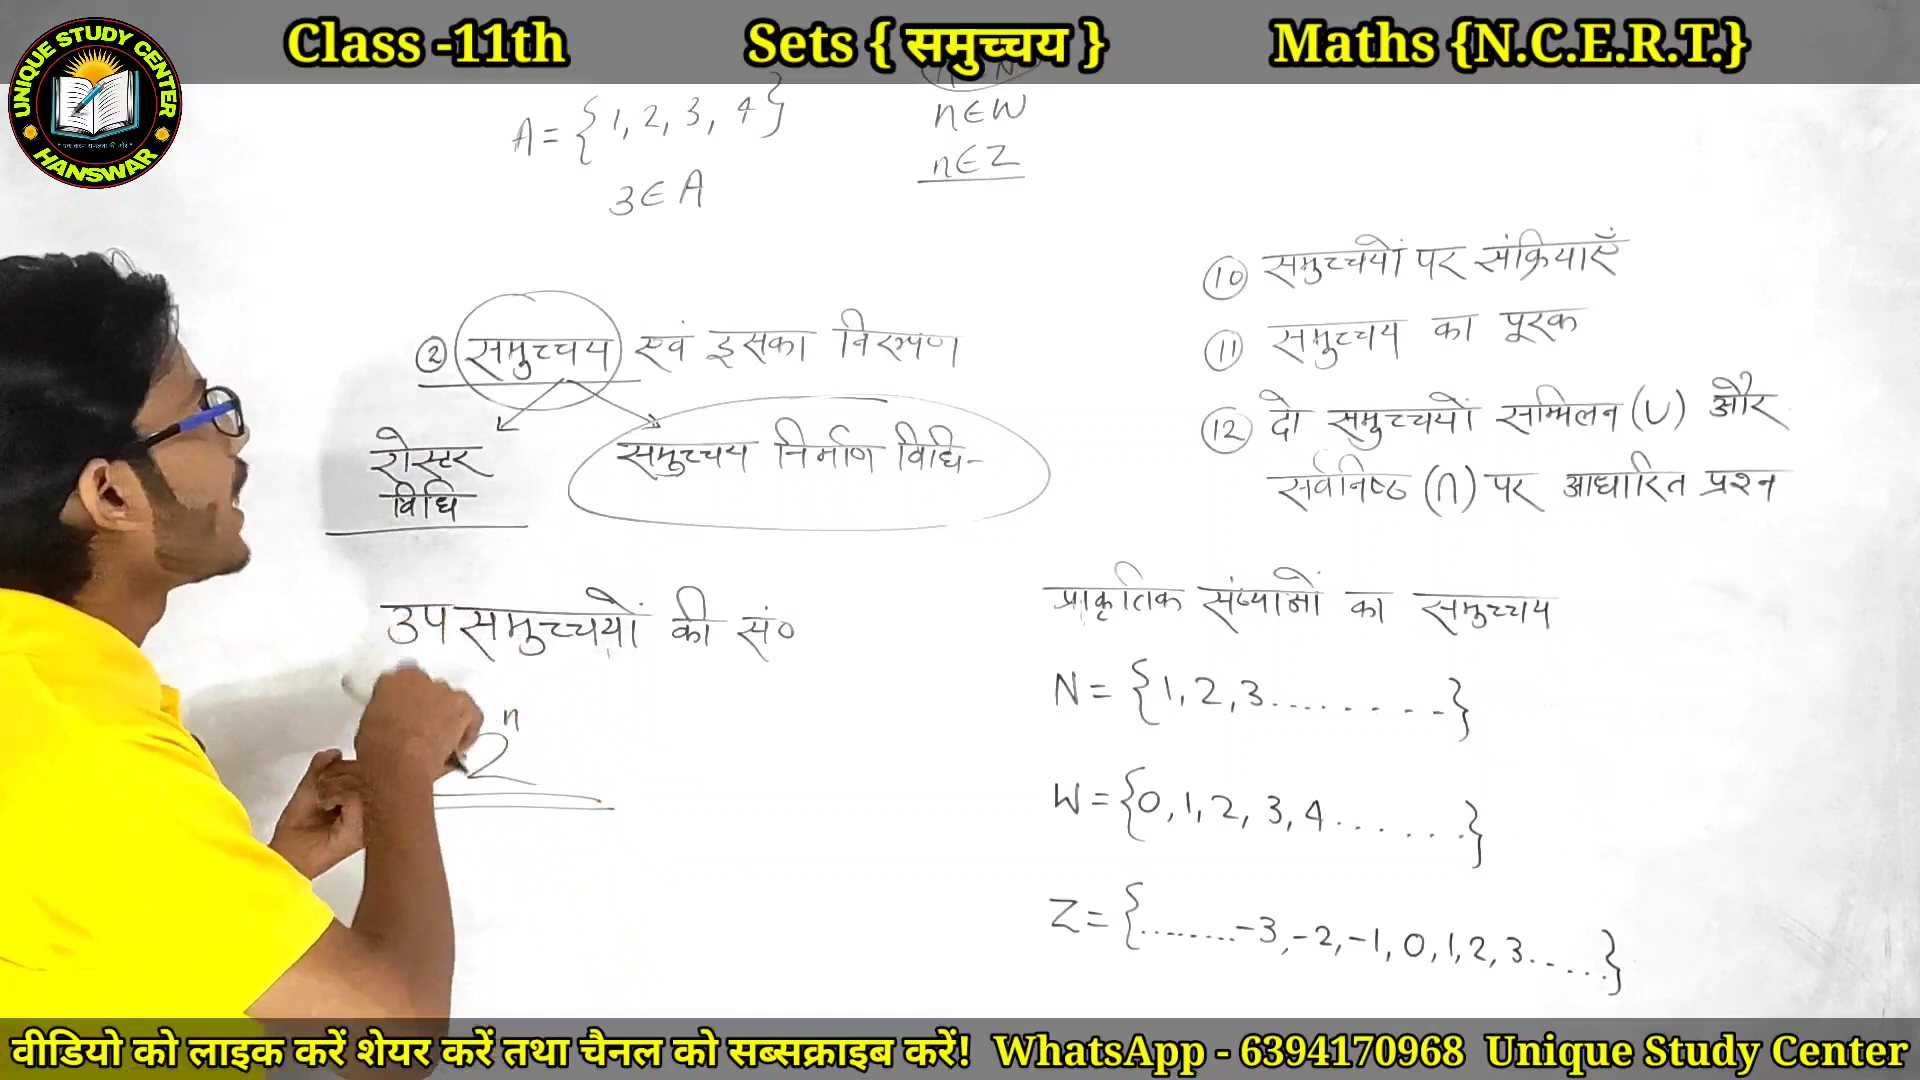 Class -11th
Sets { समुच्चय }
Maths {N.C.E.R.T.}
UNIQUE STUDY CENTER
HANSWAR
A = {1, 2, 3, 4}
3 ∈ A
n ∈ W
n ∈ Z
② समुच्चय एवं इसका निरूपण
रोस्टर
विधि
समुच्चय निर्माण विधि-
उपसमुच्चयों की सं०
2ⁿ
⑩ समुच्चयों पर संक्रियाएँ
⑪ समुच्चय का पूरक
⑫ दो समुच्चयों सम्मिलन (∪) और
सर्वनिष्ठ (∩) पर आधारित प्रश्न
प्राकृतिक संख्याओं का समुच्चय
N = {1, 2, 3.........}
W = {0, 1, 2, 3, 4.......}
Z = {........-3, -2, -1, 0, 1, 2, 3......}
वीडियो को लाइक करें शेयर करें तथा चैनल को सब्सक्राइब करें! WhatsApp - 6394170968 Unique Study Center